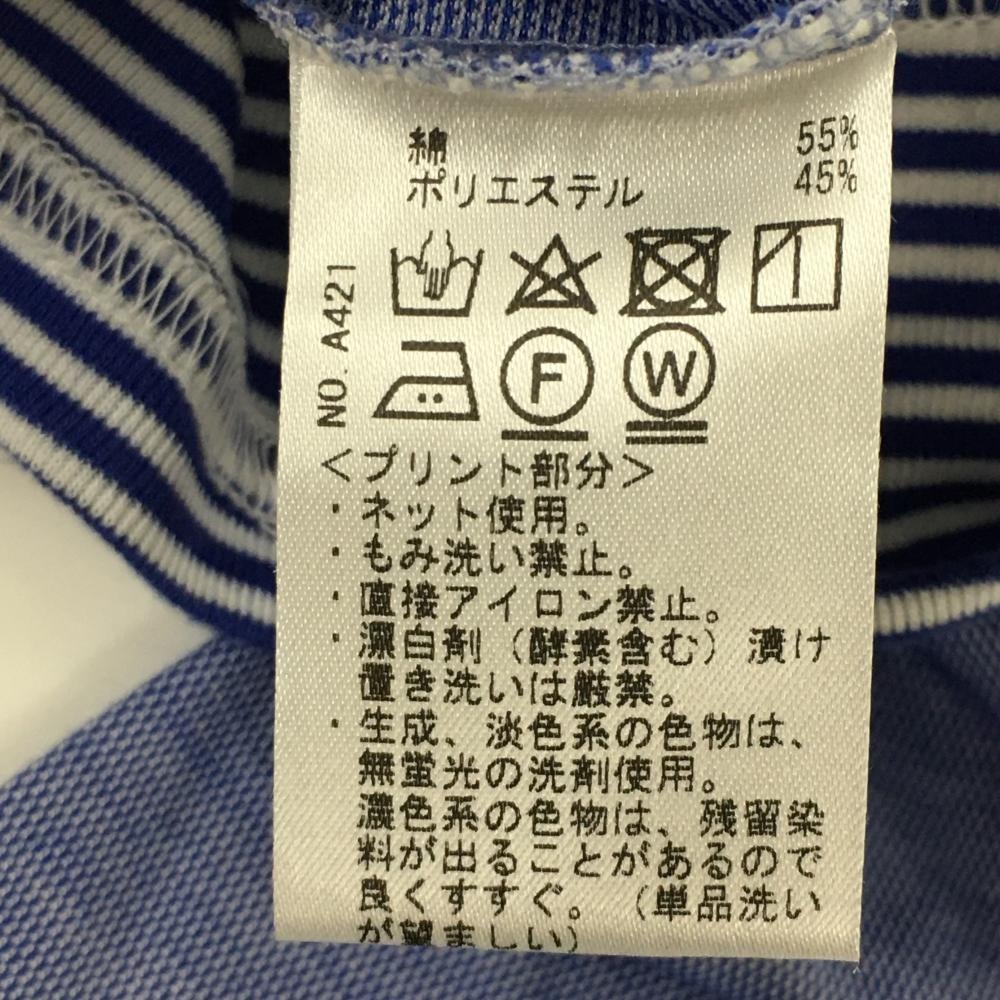 綿 55%
ポリエステル 45%
NO. A421
F W
<プリント部分>
・ネット使用。
・もみ洗い禁止。
・直接アイロン禁止。
・漂白剤（酵素含む）漬け
置き洗いは厳禁。
・生成、淡色系の色物は、
無蛍光の洗剤使用。
濃色系の色物は、残留染
料が出ることがあるので
良くすすぐ。（単品洗い
が望ましい）